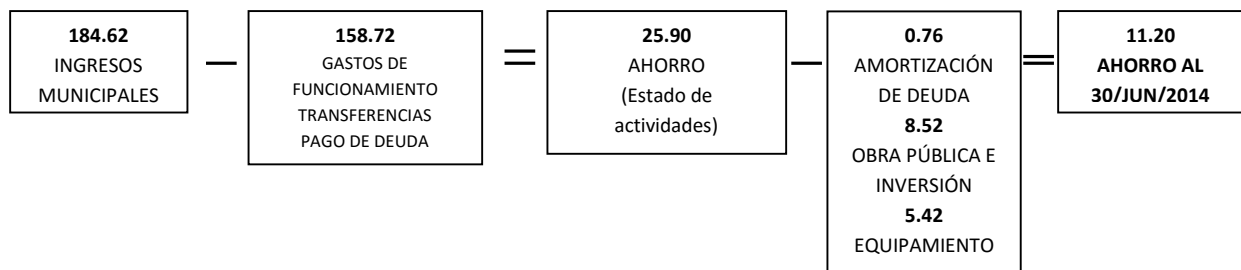 184.62
INGRESOS
MUNICIPALES
158.72
GASTOS DE
FUNCIONAMIENTO
TRANSFERENCIAS
PAGO DE DEUDA
25.90
AHORRO
(Estado de
actividades)
0.76
AMORTIZACIÓN
DE DEUDA
8.52
OBRA PÚBLICA E
INVERSIÓN
5.42
EQUIPAMIENTO
11.20
AHORRO AL
30/JUN/2014